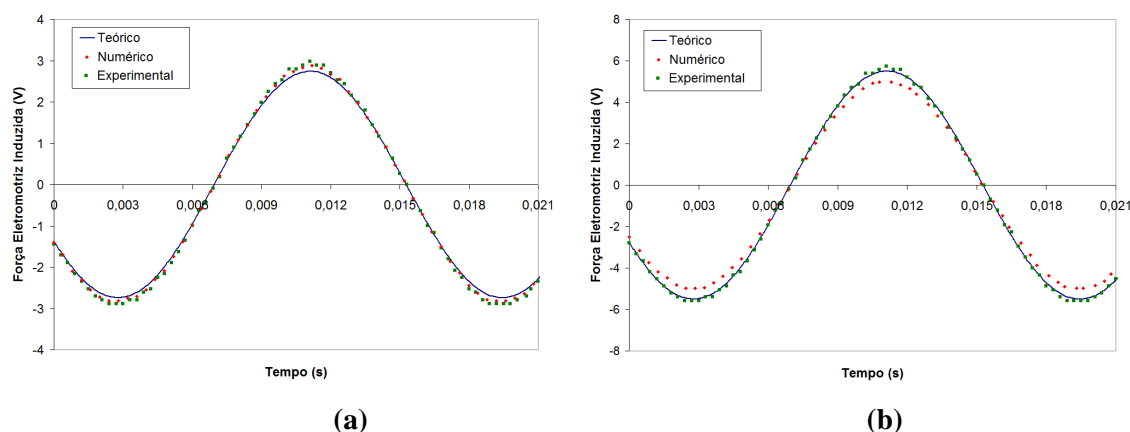 4
3
2
1
0
-1
-2
-3
-4
Força Eletromotriz Induzida (V)
Teórico
Numérico
Experimental
0 0,003 0,006 0,009 0,012 0,015 0,018 0,021
Tempo (s)
(a)
8
6
4
2
0
-2
-4
-6
-8
Força Eletromotriz Induzida (V)
Teórico
Numérico
Experimental
0 0,003 0,006 0,009 0,012 0,015 0,018 0,021
Tempo (s)
(b)